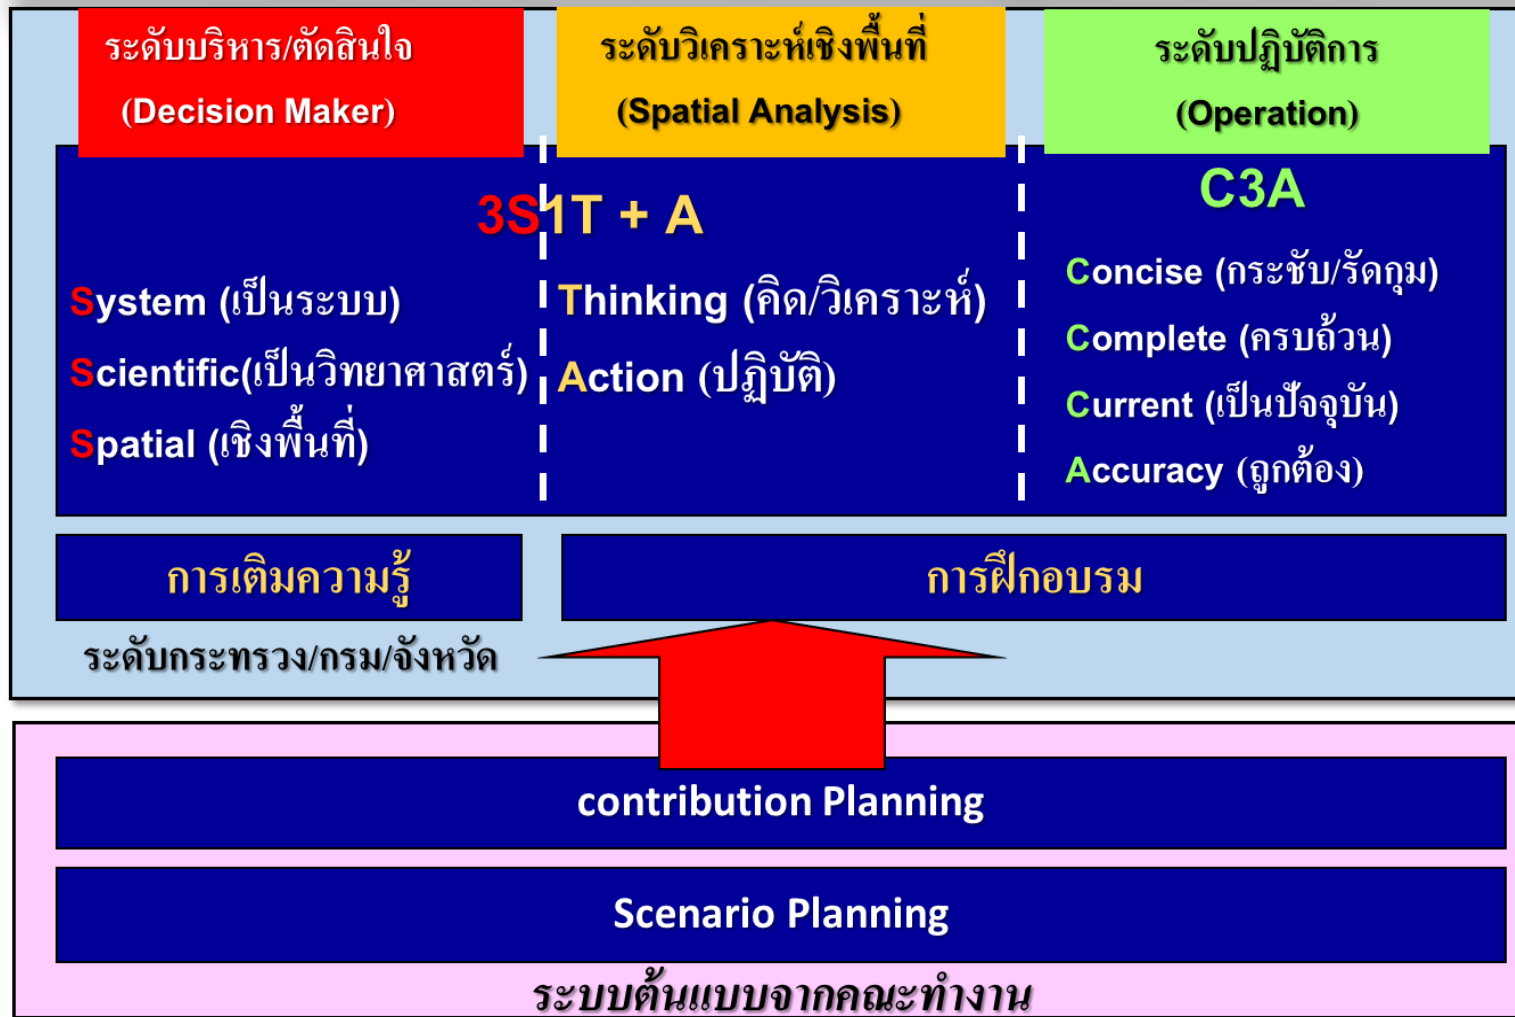 ระดับบริหาร/ตัดสินใจ
(Decision Maker)
ระดับวิเคราะห์เชิงพื้นที่
(Spatial Analysis)
ระดับปฏิบัติการ
(Operation)
3S1T + A
System (เป็นระบบ)
Scientific(เป็นวิทยาศาสตร์)
Spatial (เชิงพื้นที่)
Thinking (คิด/วิเคราะห์)
Action (ปฏิบัติ)
C3A
Concise (กระชับ/รัดกุม)
Complete (ครบถ้วน)
Current (เป็นปัจจุบัน)
Accuracy (ถูกต้อง)
การเติมความรู้
การฝึกอบรม
ระดับกระทรวง/กรม/จังหวัด
contribution Planning
Scenario Planning
ระบบต้นแบบจากคณะทำงาน